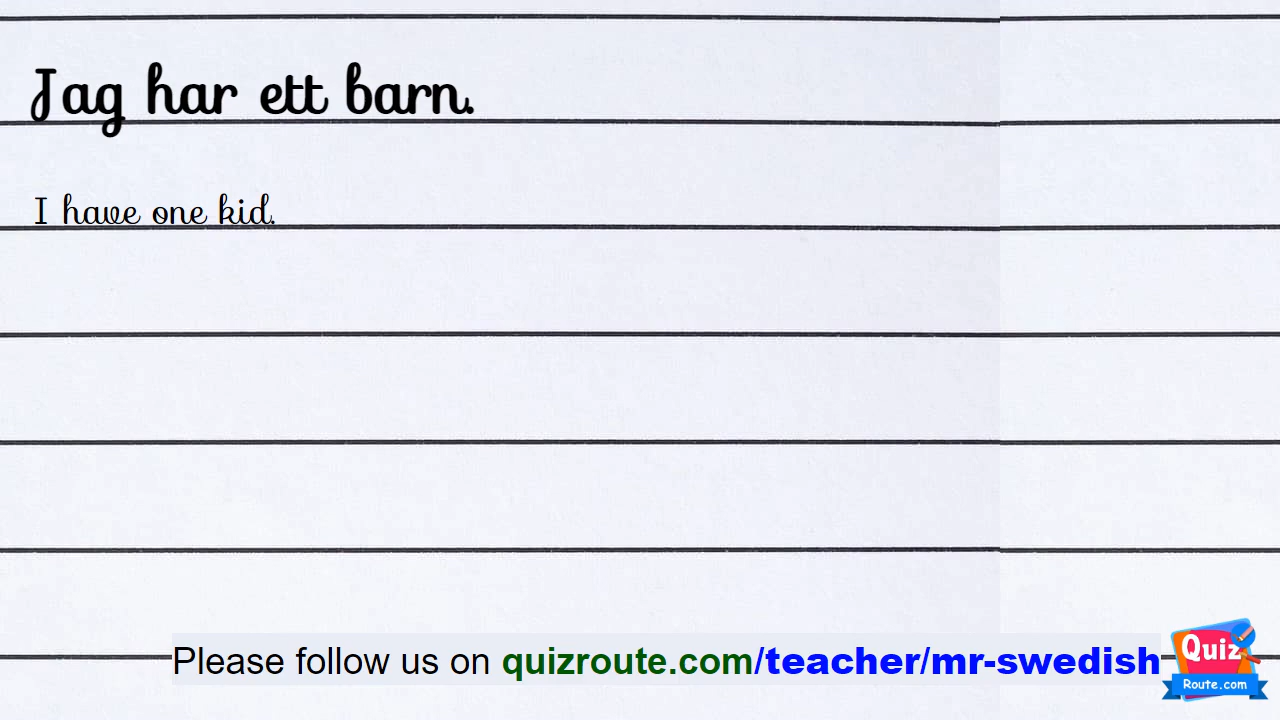 Jag har ett barn.
I have one kid.
Please follow us on quizroute.com/teacher/mr-swedish
Quiz
Route.com